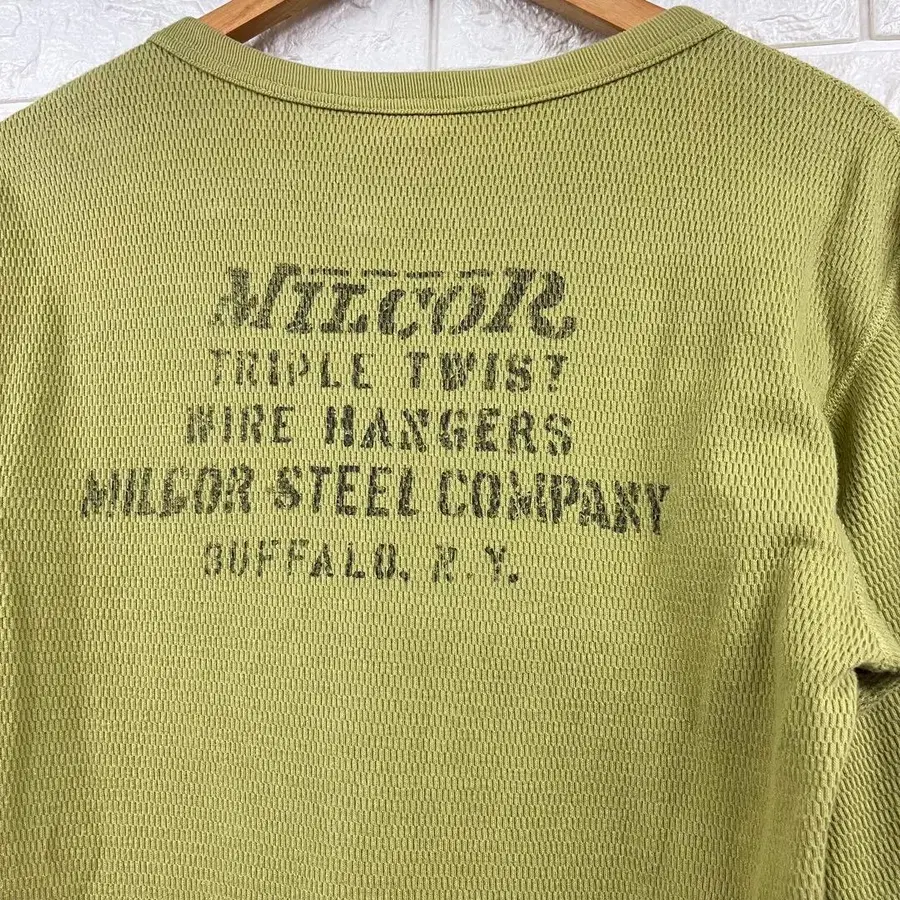 MILCOR
TRIPLE TWIST
WIRE HANGERS
MILCOR STEEL COMPANY
BUFFALO, N.Y.